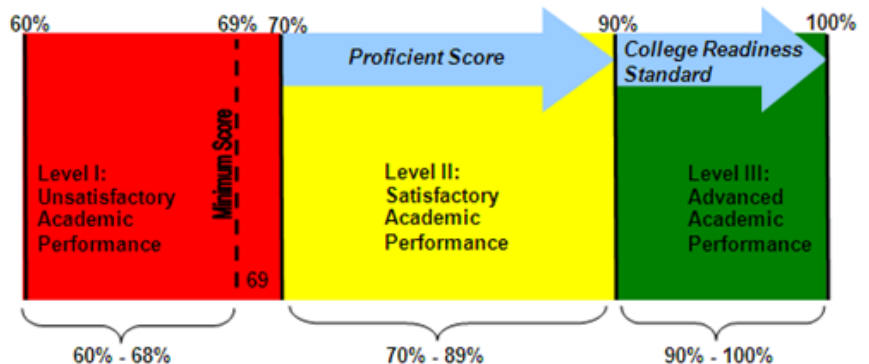 60%
69%
70%
90%
100%
Proficient Score
College Readiness
Standard
Minimum Score
Level I:
Unsatisfactory
Academic
Performance
69
Level II:
Satisfactory
Academic
Performance
Level III:
Advanced
Academic
Performance
60% - 68%
70% - 89%
90% - 100%